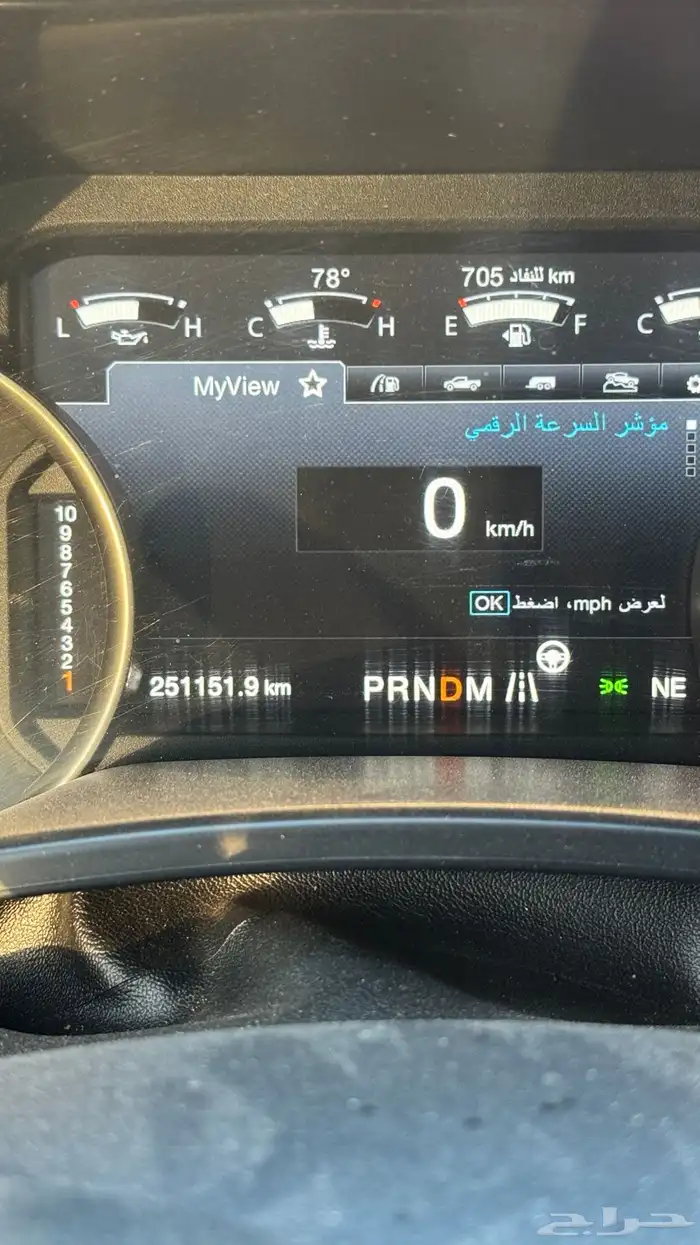 78°
705 للنفاد km
L H C H E F C
MyView
مؤشر السرعة الرقمي
0 km/h
لعرض mph، اضغط OK
10
9
8
7
6
5
4
3
2
1
251151.9 km
PRNDM
NE
حراج